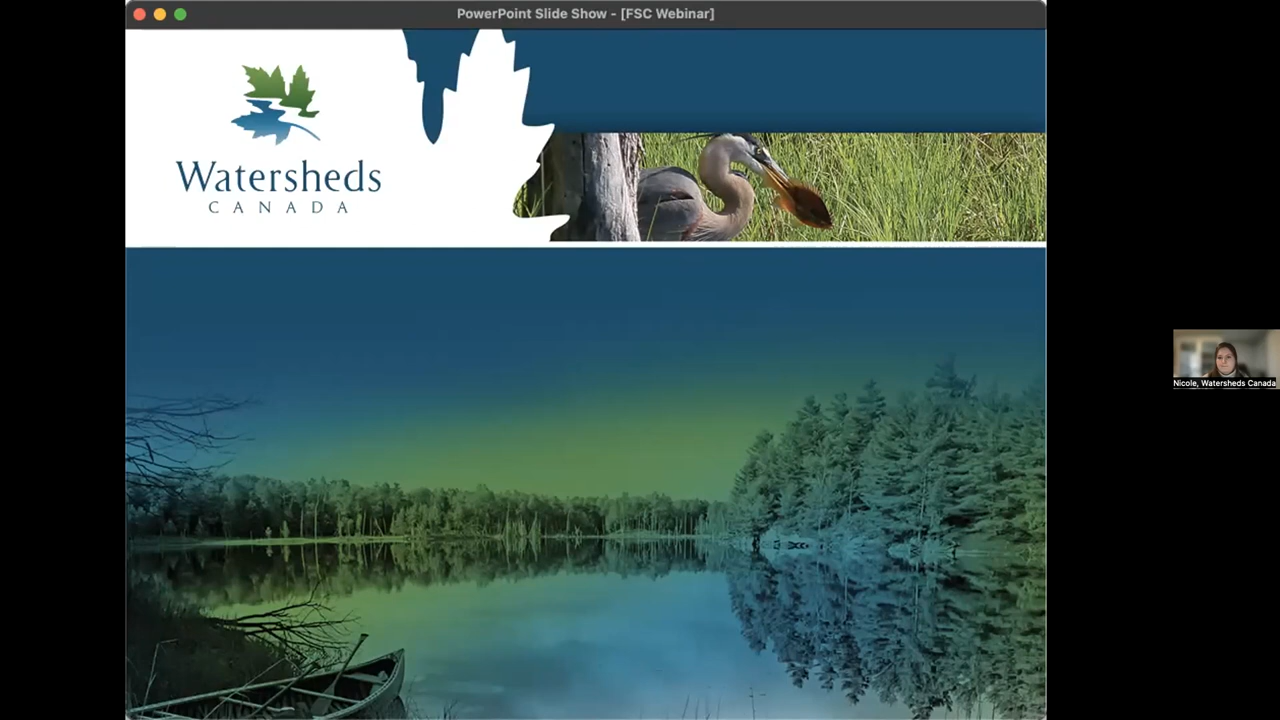 PowerPoint Slide Show - [FSC Webinar]
Watersheds
CANADA
Nicole, Watersheds Canada